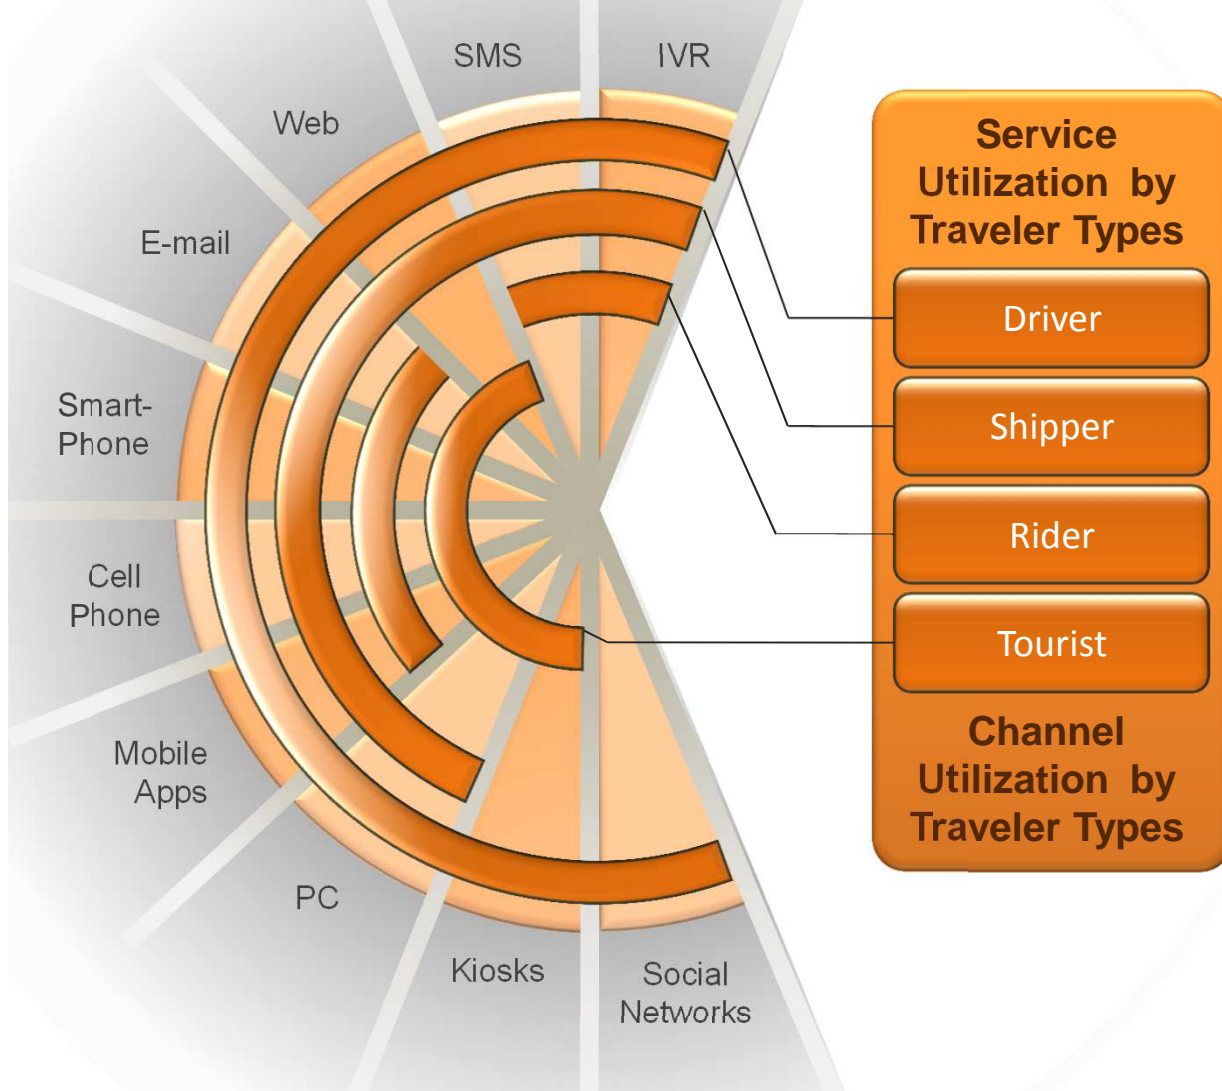 SMS
IVR
Web
E-mail
Smart-
Phone
Cell
Phone
Mobile
Apps
PC
Kiosks
Social
Networks
Service
Utilization by
Traveler Types
Driver
Shipper
Rider
Tourist
Channel
Utilization by
Traveler Types